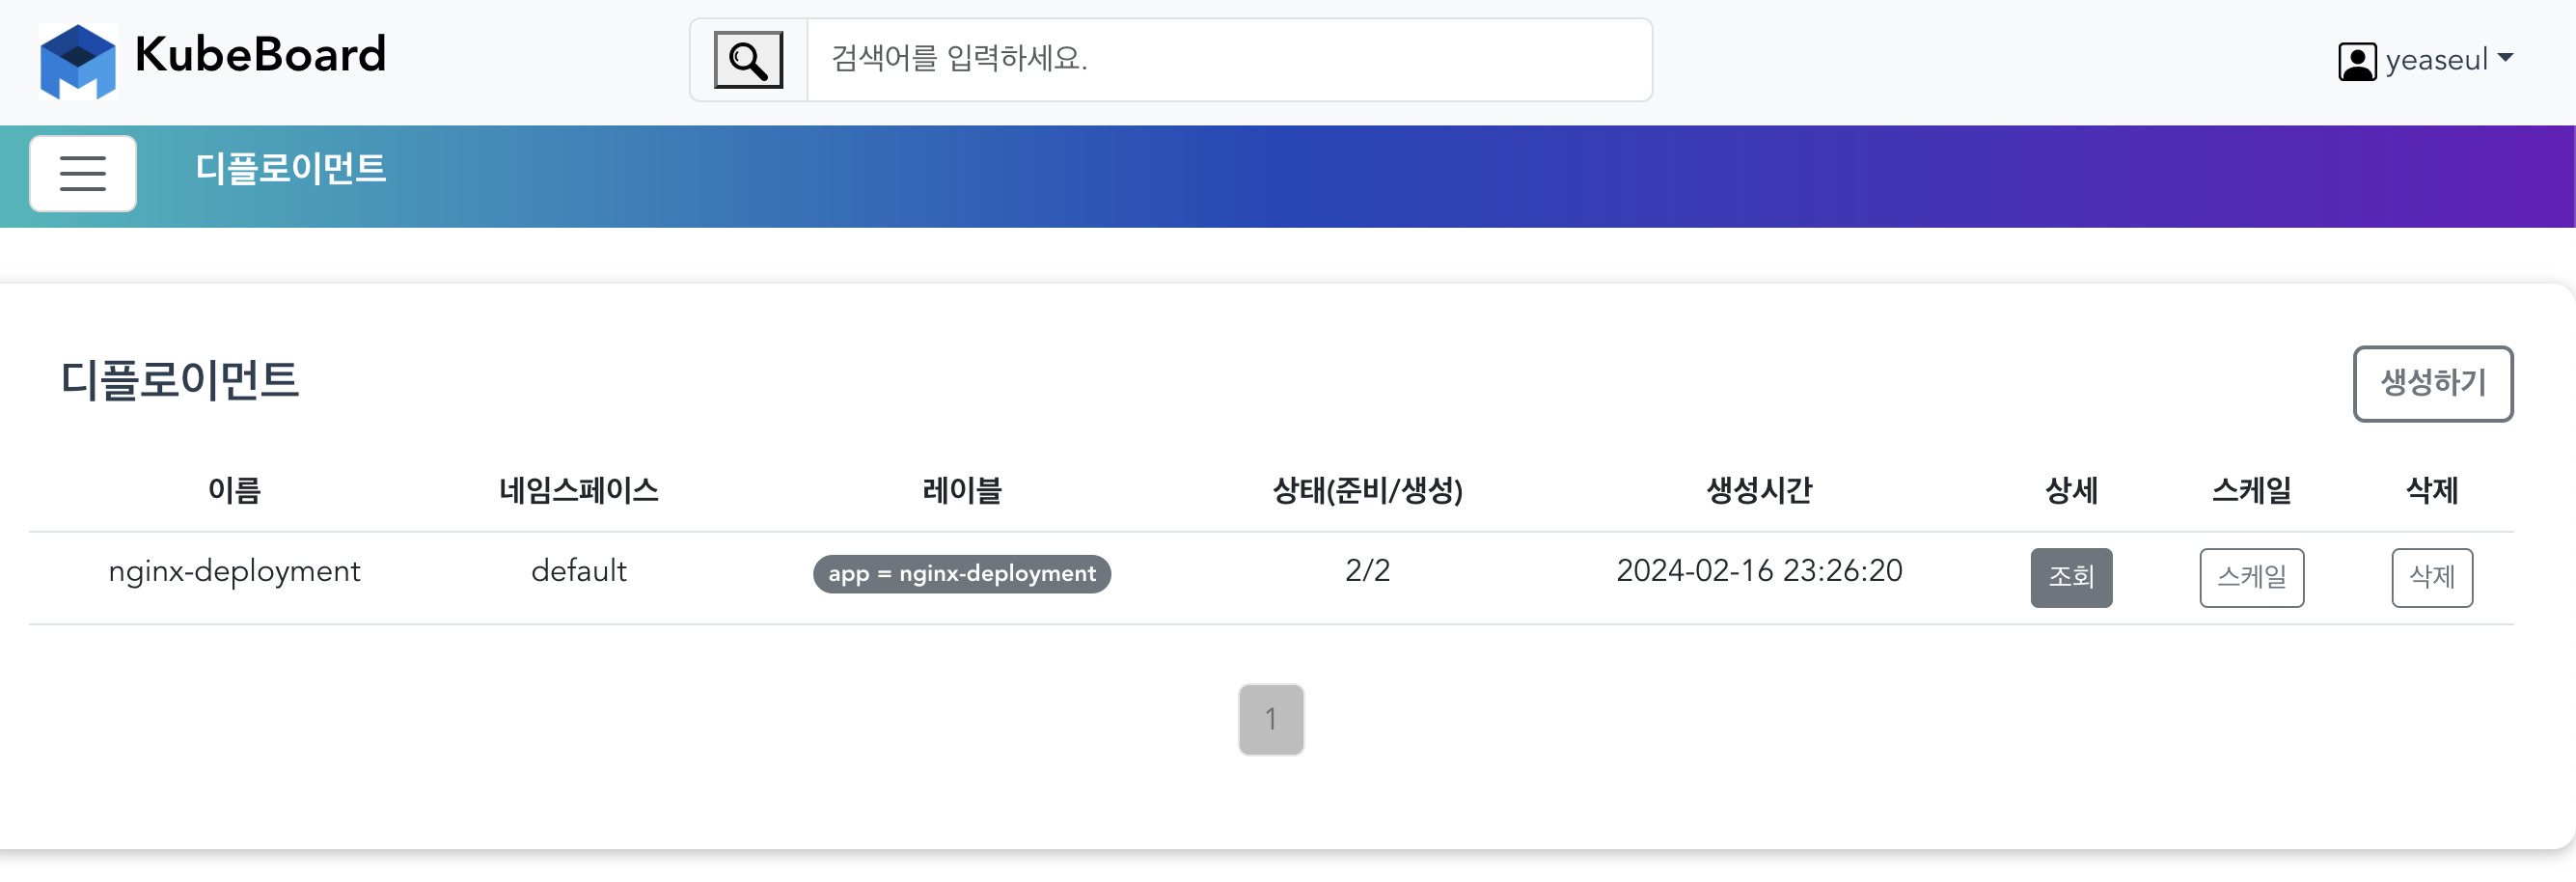 KubeBoard
검색어를 입력하세요.
yeaseul
디플로이먼트
디플로이먼트
생성하기
이름 네임스페이스 레이블 상태(준비/생성) 생성시간 상세 스케일 삭제
nginx-deployment default app = nginx-deployment 2/2 2024-02-16 23:26:20 조회 스케일 삭제
1